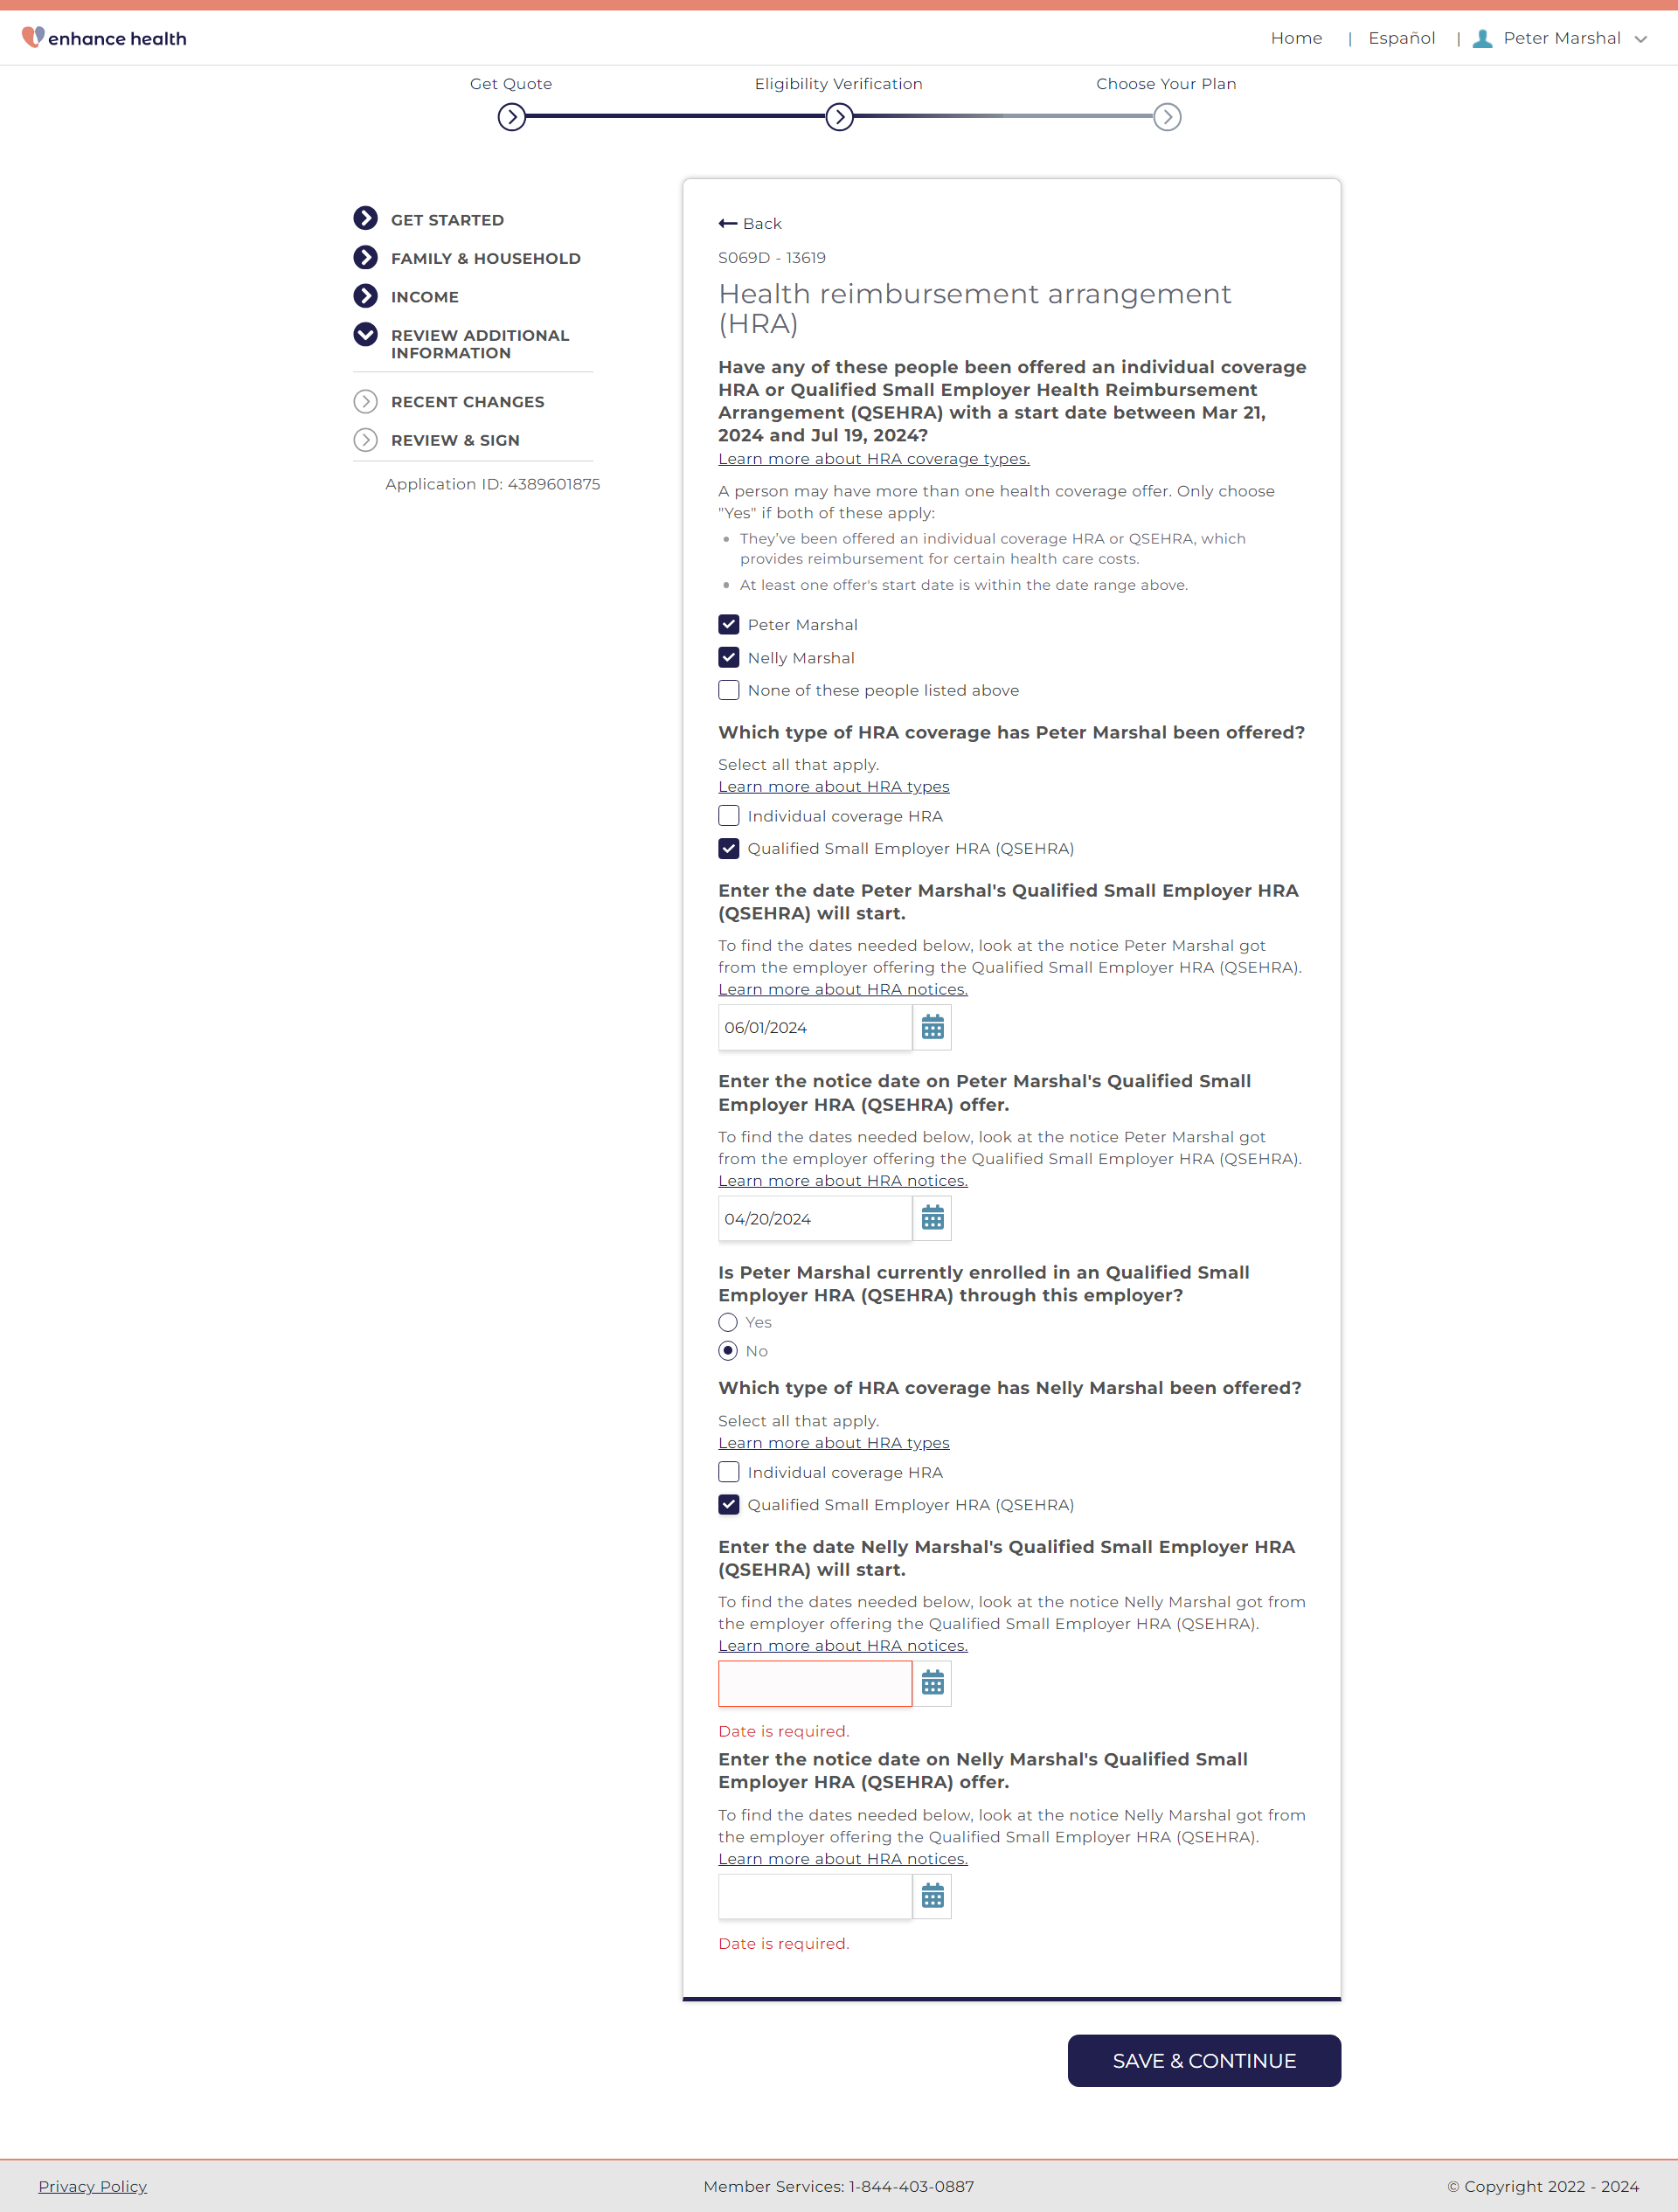 enhance health
Home | Español | Peter Marshal
Get Quote
Eligibility Verification
Choose Your Plan
GET STARTED
FAMILY & HOUSEHOLD
INCOME
REVIEW ADDITIONAL
INFORMATION
RECENT CHANGES
REVIEW & SIGN
Application ID: 4389601875
Back
S069D - 13619
Health reimbursement arrangement
(HRA)
Have any of these people been offered an individual coverage
HRA or Qualified Small Employer Health Reimbursement
Arrangement (QSEHRA) with a start date between Mar 21,
2024 and Jul 19, 2024?
Learn more about HRA coverage types.
A person may have more than one health coverage offer. Only choose
"Yes" if both of these apply:
• They’ve been offered an individual coverage HRA or QSEHRA, which
provides reimbursement for certain health care costs.
• At least one offer's start date is within the date range above.
Peter Marshal
Nelly Marshal
None of these people listed above
Which type of HRA coverage has Peter Marshal been offered?
Select all that apply.
Learn more about HRA types
Individual coverage HRA
Qualified Small Employer HRA (QSEHRA)
Enter the date Peter Marshal's Qualified Small Employer HRA
(QSEHRA) will start.
To find the dates needed below, look at the notice Peter Marshal got
from the employer offering the Qualified Small Employer HRA (QSEHRA).
Learn more about HRA notices.
06/01/2024
Enter the notice date on Peter Marshal's Qualified Small
Employer HRA (QSEHRA) offer.
To find the dates needed below, look at the notice Peter Marshal got
from the employer offering the Qualified Small Employer HRA (QSEHRA).
Learn more about HRA notices.
04/20/2024
Is Peter Marshal currently enrolled in an Qualified Small
Employer HRA (QSEHRA) through this employer?
Yes
No
Which type of HRA coverage has Nelly Marshal been offered?
Select all that apply.
Learn more about HRA types
Individual coverage HRA
Qualified Small Employer HRA (QSEHRA)
Enter the date Nelly Marshal's Qualified Small Employer HRA
(QSEHRA) will start.
To find the dates needed below, look at the notice Nelly Marshal got from
the employer offering the Qualified Small Employer HRA (QSEHRA).
Learn more about HRA notices.
Date is required.
Enter the notice date on Nelly Marshal's Qualified Small
Employer HRA (QSEHRA) offer.
To find the dates needed below, look at the notice Nelly Marshal got from
the employer offering the Qualified Small Employer HRA (QSEHRA).
Learn more about HRA notices.
Date is required.
SAVE & CONTINUE
Privacy Policy
Member Services: 1-844-403-0887
© Copyright 2022 - 2024